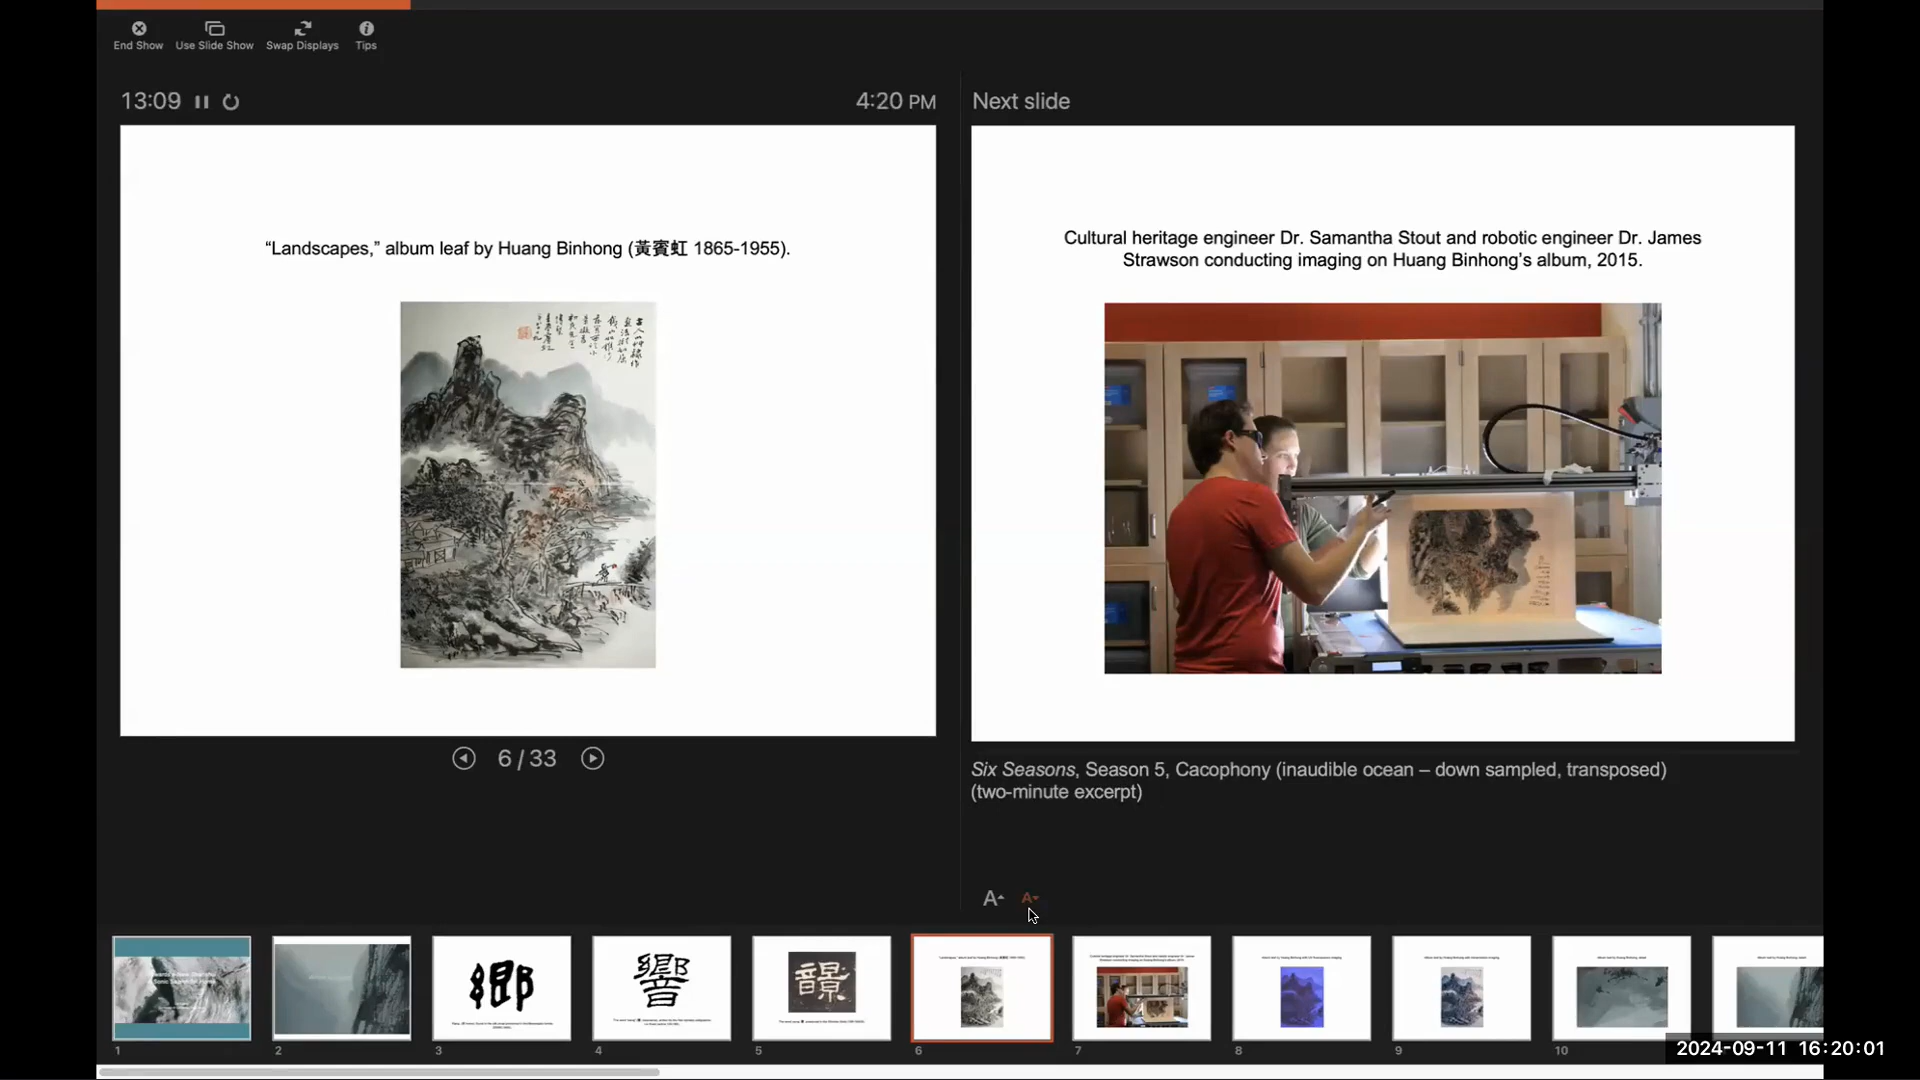 End Show
Use Slide Show
Swap Displays
Tips
13:09
4:20 PM
Next slide
“Landscapes,” album leaf by Huang Binhong (黃賓虹 1865-1955).
Cultural heritage engineer Dr. Samantha Stout and robotic engineer Dr. James
Strawson conducting imaging on Huang Binhong’s album, 2015.
6 / 33
Six Seasons, Season 5, Cacophony (inaudible ocean – down sampled, transposed)
(two-minute excerpt)
A
A
鄉
響
1
2
3
4
5
6
7
8
9
10
2024-09-11 16:20:01